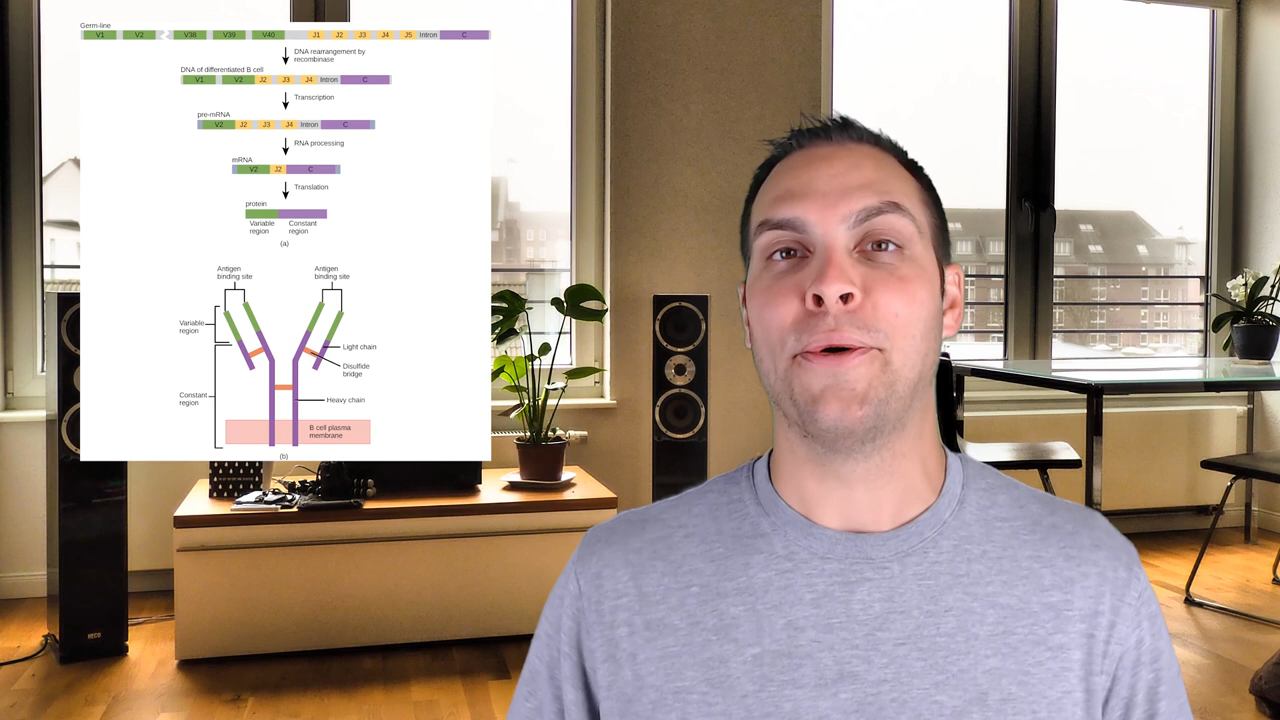 Germ-line
V1 V2 V38 V39 V40 J1 J2 J3 J4 J5 Intron C
DNA rearrangement by
recombinase
DNA of differentiated B cell
V1 V2 J2 J3 J4 Intron C
Transcription
pre-mRNA
V2 J2 J3 J4 Intron C
RNA processing
mRNA
V2 J2 C
Translation
protein
Variable
region
Constant
region
(a)
Antigen
binding site
Antigen
binding site
Variable
region
Light chain
Disulfide
bridge
Constant
region
Heavy chain
B cell plasma
membrane
(b)
HECO